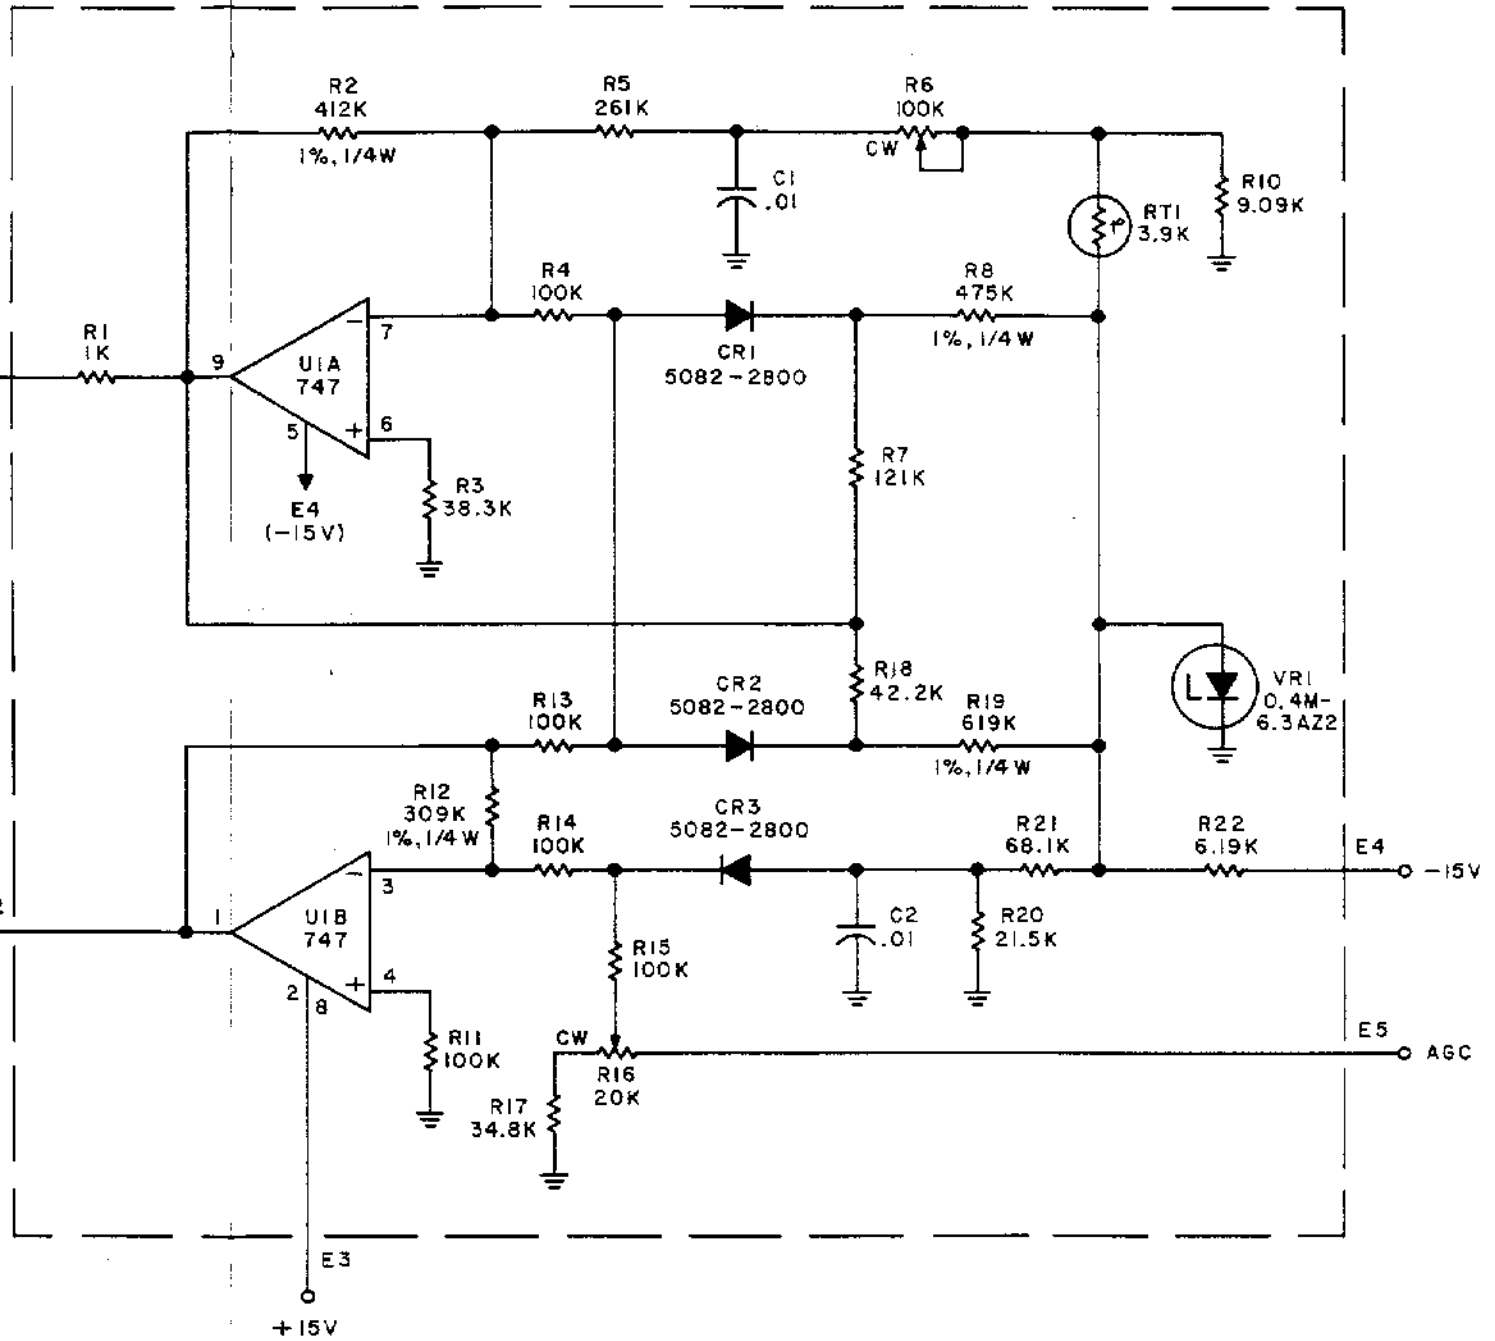 R2
412K
1%, 1/4W
R5
261K
R6
100K
CW
C1
.01
RT1
3.9K
R10
9.09K
R4
100K
R8
475K
1%, 1/4W
CR1
5082-2800
R1
1K
9
U1A
747
-
7
+
6
5
E4
(-15V)
R3
38.3K
R7
121K
R18
42.2K
VR1
0.4M-
6.3AZ2
R13
100K
CR2
5082-2800
R19
619K
1%, 1/4W
R12
309K
1%, 1/4W
R14
100K
CR3
5082-2800
R21
68.1K
R22
6.19K
E4
-15V
1
U1B
747
-
3
+
4
2
8
R11
100K
R15
100K
C2
.01
R20
21.5K
CW
R16
20K
R17
34.8K
E5
AGC
E3
+15V